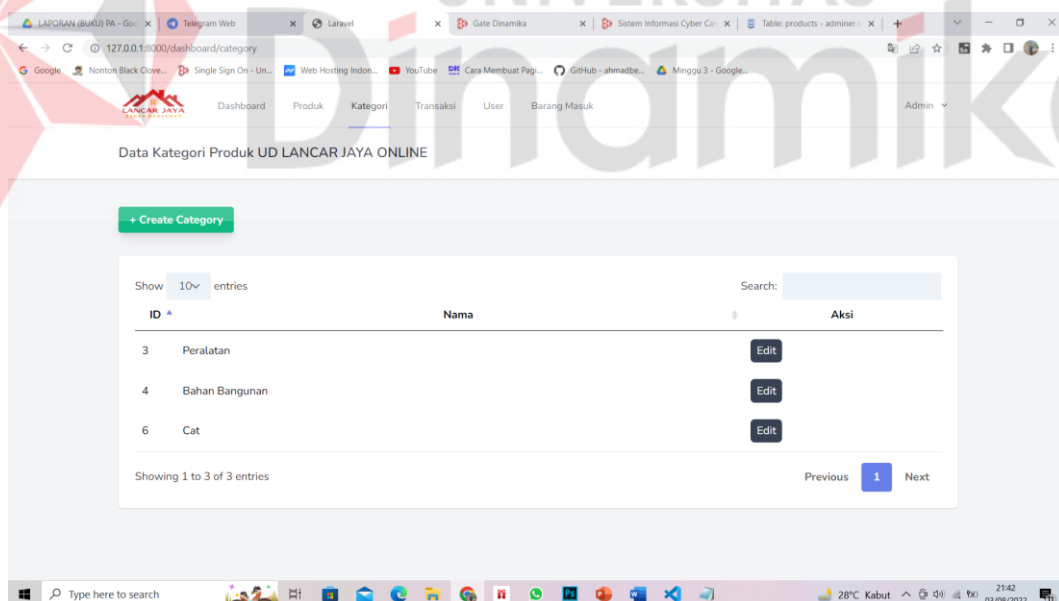 UNIVERSITAS
Dinamika
LAPORAN (BUKU) PA - Goo
Telegram Web
Laravel
Gate Dinamika
Sistem Informasi Cyber Ca
Table: products - adminer.
127.0.0.1:8000/dashboard/category
Google
Nonton Black Clove...
Single Sign On - Un...
Web Hosting Indon...
YouTube
Cara Membuat Pagi...
GitHub - ahmadbe...
Minggu 3 - Google...
LANCAR JAYA
Dashboard Produk Kategori Transaksi User Barang Masuk Admin
Data Kategori Produk UD LANCAR JAYA ONLINE
+ Create Category
Show 10 entries Search:
ID Nama Aksi
3 Peralatan Edit
4 Bahan Bangunan Edit
6 Cat Edit
Showing 1 to 3 of 3 entries Previous 1 Next
Type here to search
28°C Kabut
21:42
03/08/2022